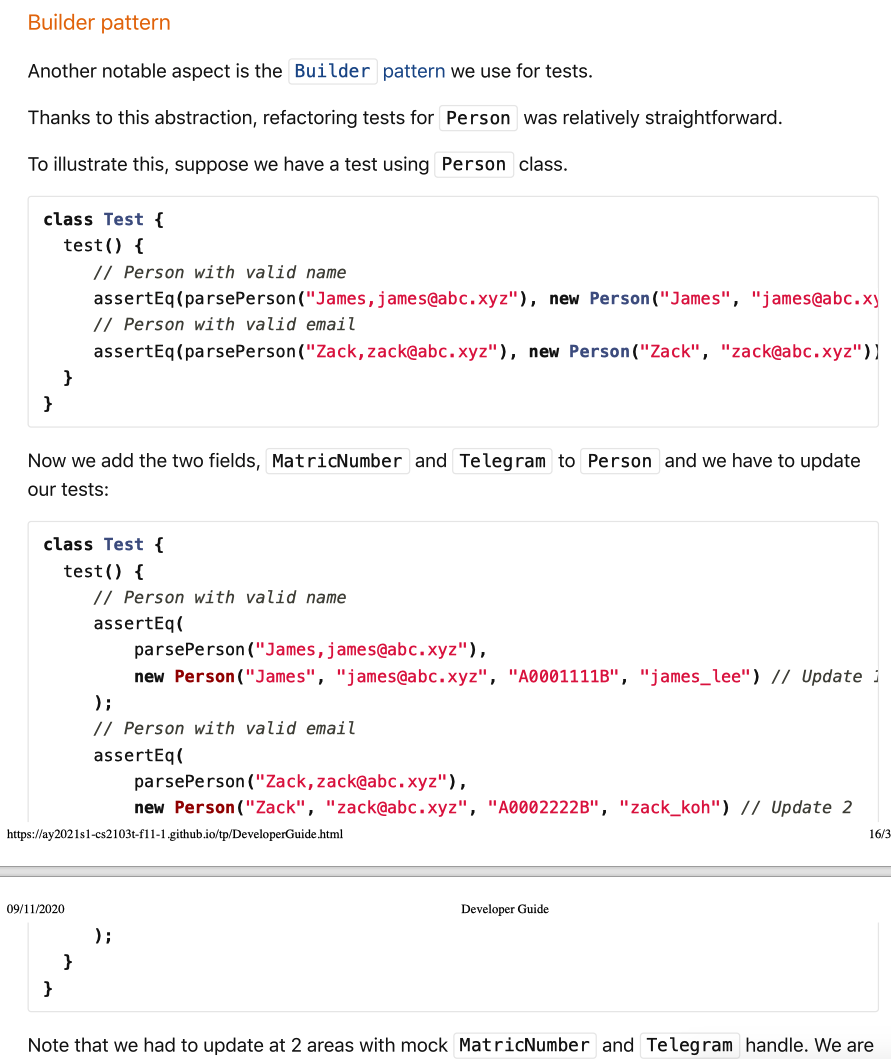 Builder pattern
Another notable aspect is the Builder pattern we use for tests.
Thanks to this abstraction, refactoring tests for Person was relatively straightforward.
To illustrate this, suppose we have a test using Person class.
class Test {
test() {
// Person with valid name
assertEq(parsePerson("James,james@abc.xyz"), new Person("James", "james@abc.xy
// Person with valid email
assertEq(parsePerson("Zack,zack@abc.xyz"), new Person("Zack", "zack@abc.xyz"))
}
}
Now we add the two fields, MatricNumber and Telegram to Person and we have to update
our tests:
class Test {
test() {
// Person with valid name
assertEq(
parsePerson("James,james@abc.xyz"),
new Person("James", "james@abc.xyz", "A0001111B", "james_lee") // Update 1
);
// Person with valid email
assertEq(
parsePerson("Zack,zack@abc.xyz"),
new Person("Zack", "zack@abc.xyz", "A0002222B", "zack_koh") // Update 2
https://ay2021s1-cs2103t-f11-1.github.io/tp/DeveloperGuide.html 16/3
09/11/2020 Developer Guide
);
}
}
Note that we had to update at 2 areas with mock MatricNumber and Telegram handle. We are